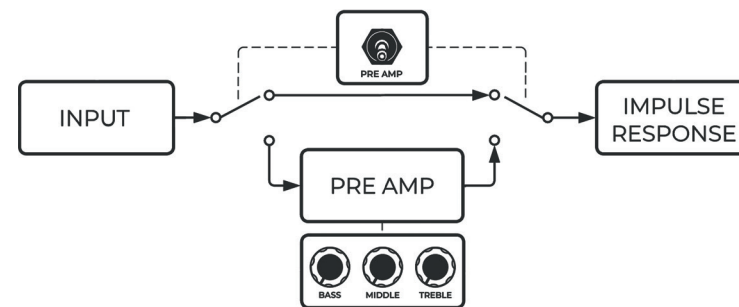 PRE AMP
INPUT
IMPULSE
RESPONSE
PRE AMP
BASS MIDDLE TREBLE